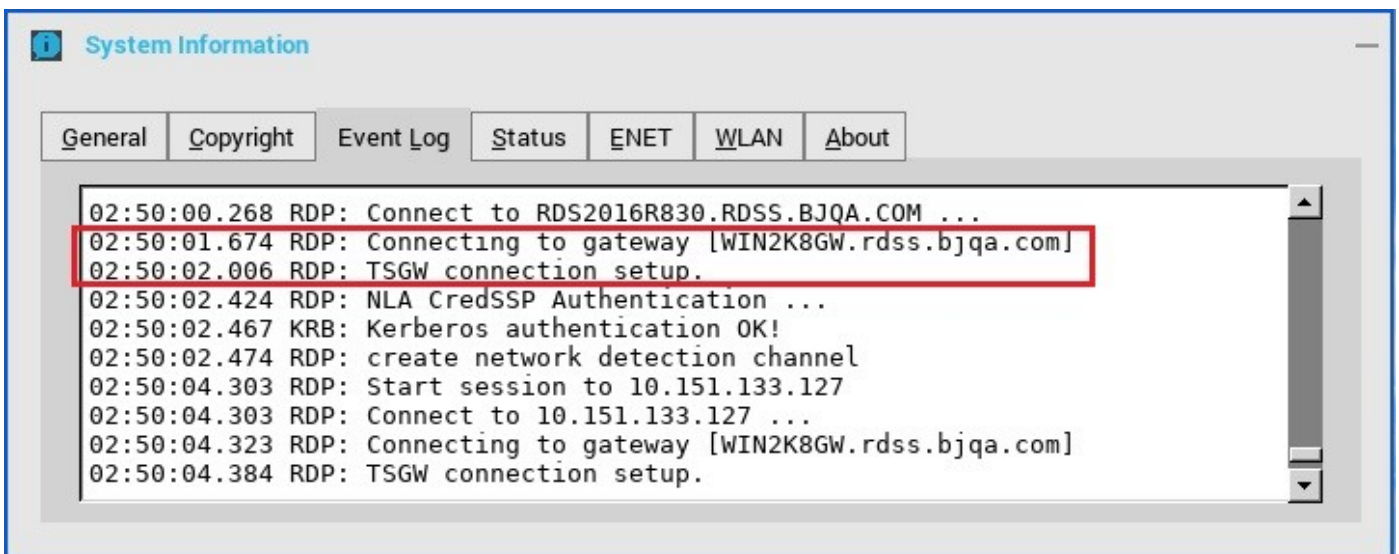 System Information
General Copyright Event Log Status ENET WLAN About
02:50:00.268 RDP: Connect to RDS2016R830.RDSS.BJQA.COM ...
02:50:01.674 RDP: Connecting to gateway [WIN2K8GW.rdss.bjqa.com]
02:50:02.006 RDP: TSGW connection setup.
02:50:02.424 RDP: NLA CredSSP Authentication ...
02:50:02.467 KRB: Kerberos authentication OK!
02:50:02.474 RDP: create network detection channel
02:50:04.303 RDP: Start session to 10.151.133.127
02:50:04.303 RDP: Connect to 10.151.133.127 ...
02:50:04.323 RDP: Connecting to gateway [WIN2K8GW.rdss.bjqa.com]
02:50:04.384 RDP: TSGW connection setup.